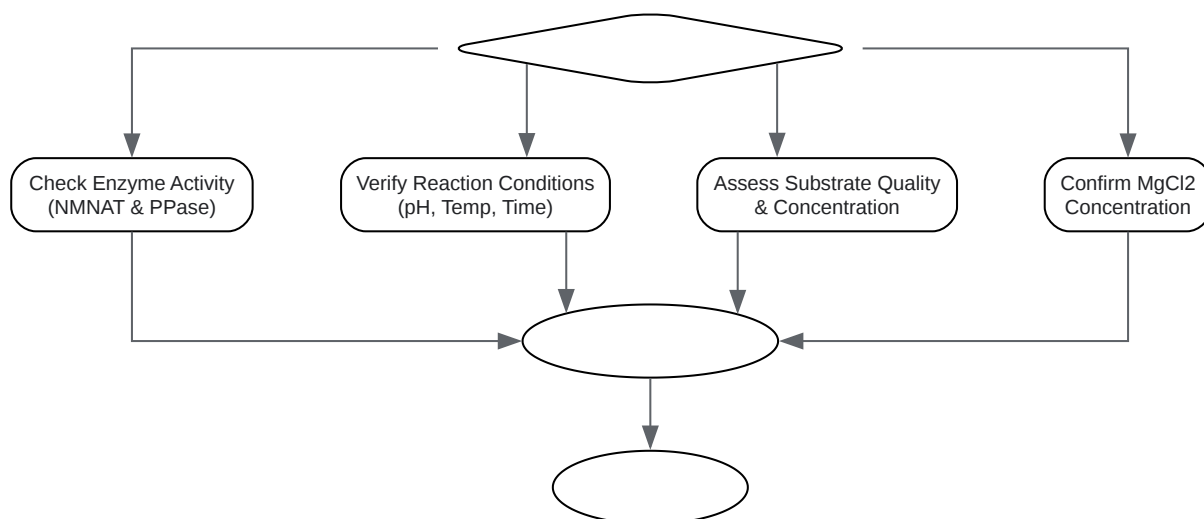 Check Enzyme Activity
(NMNAT & PPase)
Verify Reaction Conditions
(pH, Temp, Time)
Assess Substrate Quality
& Concentration
Confirm MgCl2
Concentration